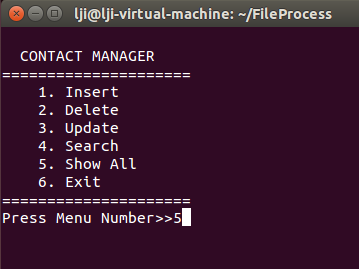 lji@lji-virtual-machine: ~/FileProcess
CONTACT MANAGER
=====================
1. Insert
2. Delete
3. Update
4. Search
5. Show All
6. Exit
=====================
Press Menu Number>>5